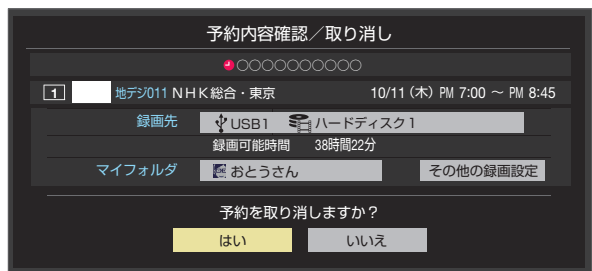 予約内容確認／取り消し
○○○○○○○○○○
1 地デジ011 NHK総合・東京 10/11 (木) PM 7:00 ～ PM 8:45
録画先 USB1 ハードディスク1
録画可能時間 38時間22分
マイフォルダ おとうさん その他の録画設定
予約を取り消しますか？
はい いいえ